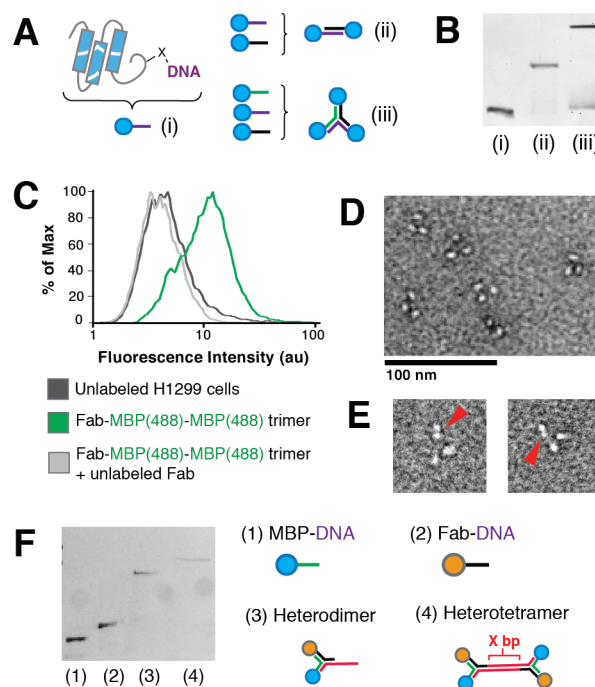 A
X
DNA
(i)
(ii)
(iii)
B
(i) (ii) (iii)
C
% of Max
100
80
60
40
20
0
1 10 100
Fluorescence Intensity (au)
Unlabeled H1299 cells
Fab-MBP(488)-MBP(488) trimer
Fab-MBP(488)-MBP(488) trimer
+ unlabeled Fab
D
100 nm
E
F
(1) (2) (3) (4)
(1) MBP-DNA
(2) Fab-DNA
(3) Heterodimer
(4) Heterotetramer
X bp